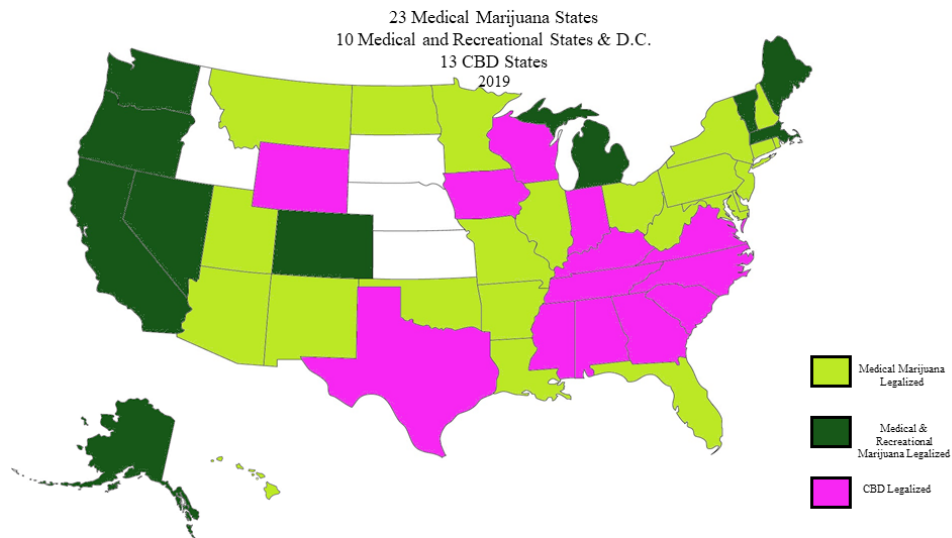 23 Medical Marijuana States
10 Medical and Recreational States & D.C.
13 CBD States
2019
Medical Marijuana
Legalized
Medical &
Recreational
Marijuana Legalized
CBD Legalized